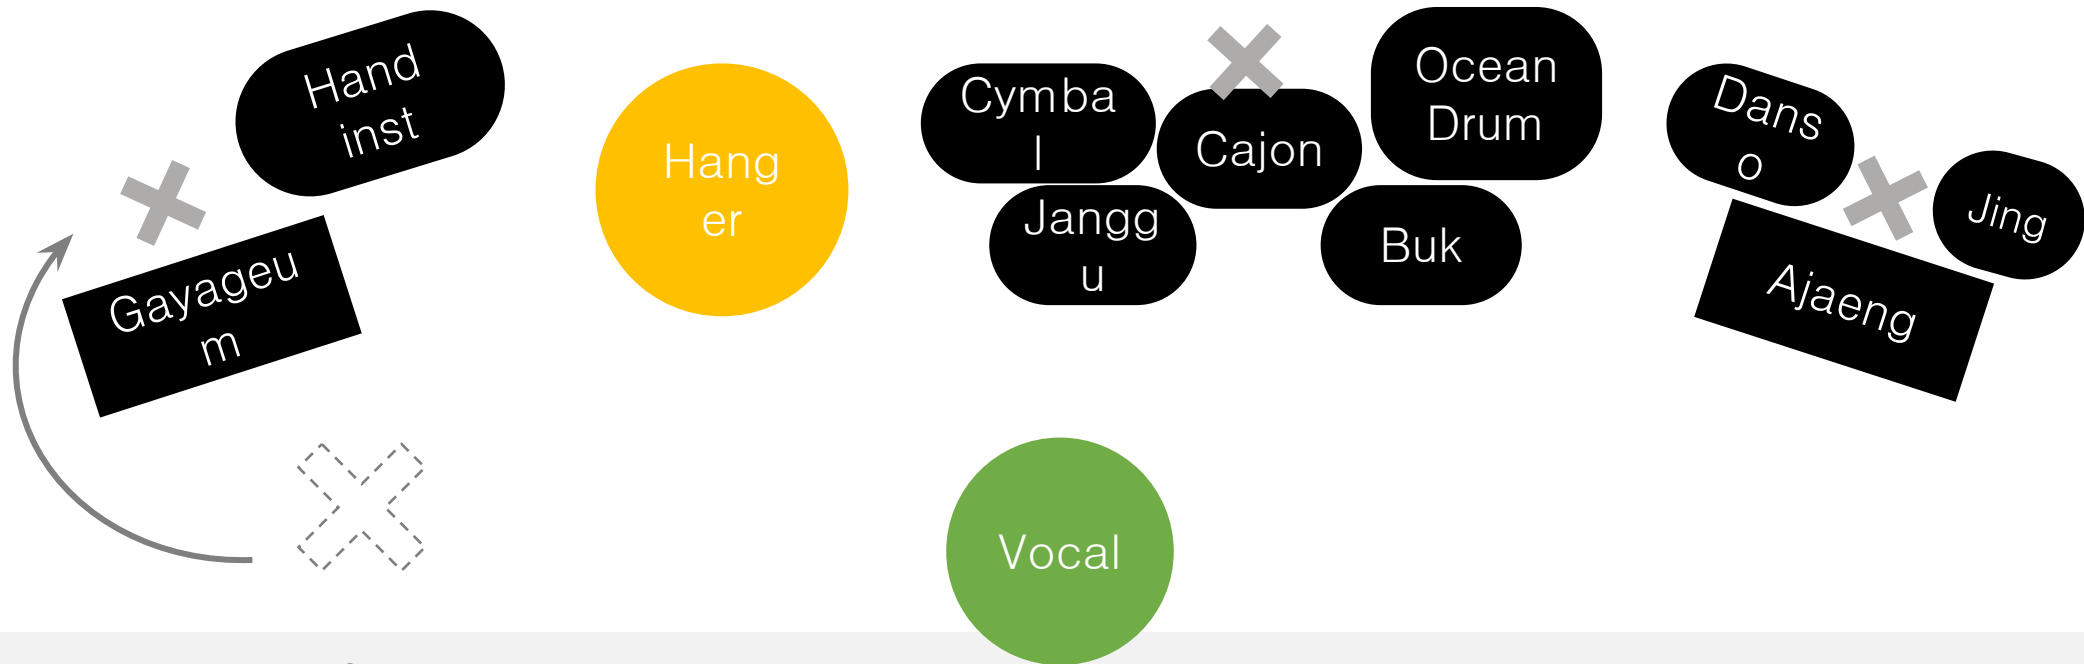 Hand
inst
Gayageu
m
Hang
er
Cymba
l
Cajon
Ocean
Drum
Jangg
u
Buk
Dans
o
Jing
Ajaeng
Vocal